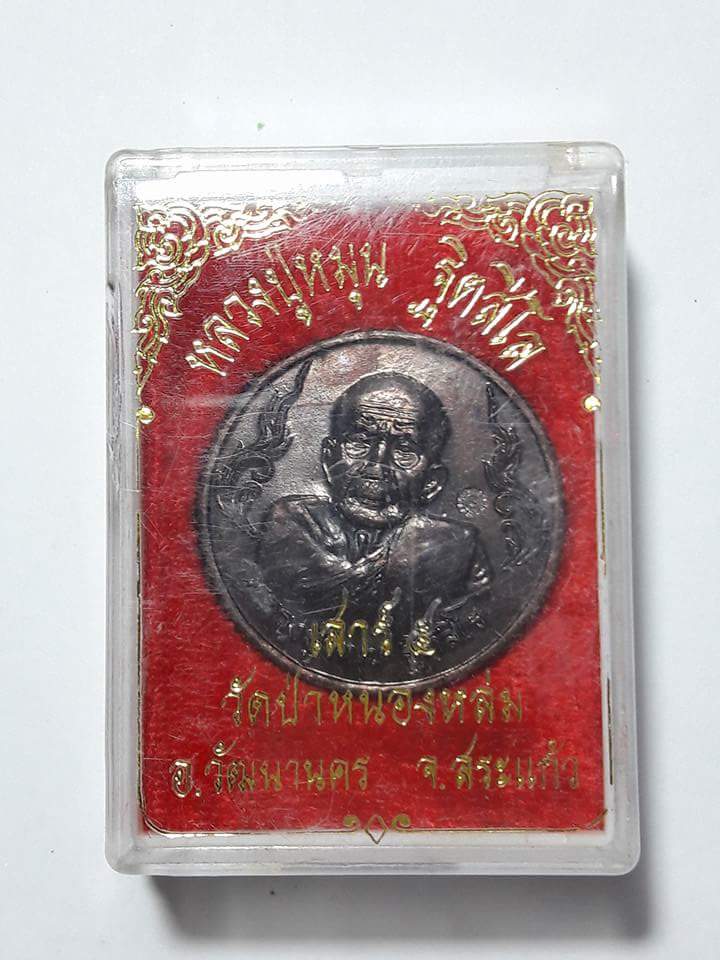 หลวงปู่หมุน ฐิตสีโล
เสาร์ ๕
วัดป่าหนองหล่ม
อ.วัฒนานคร จ.สระแก้ว